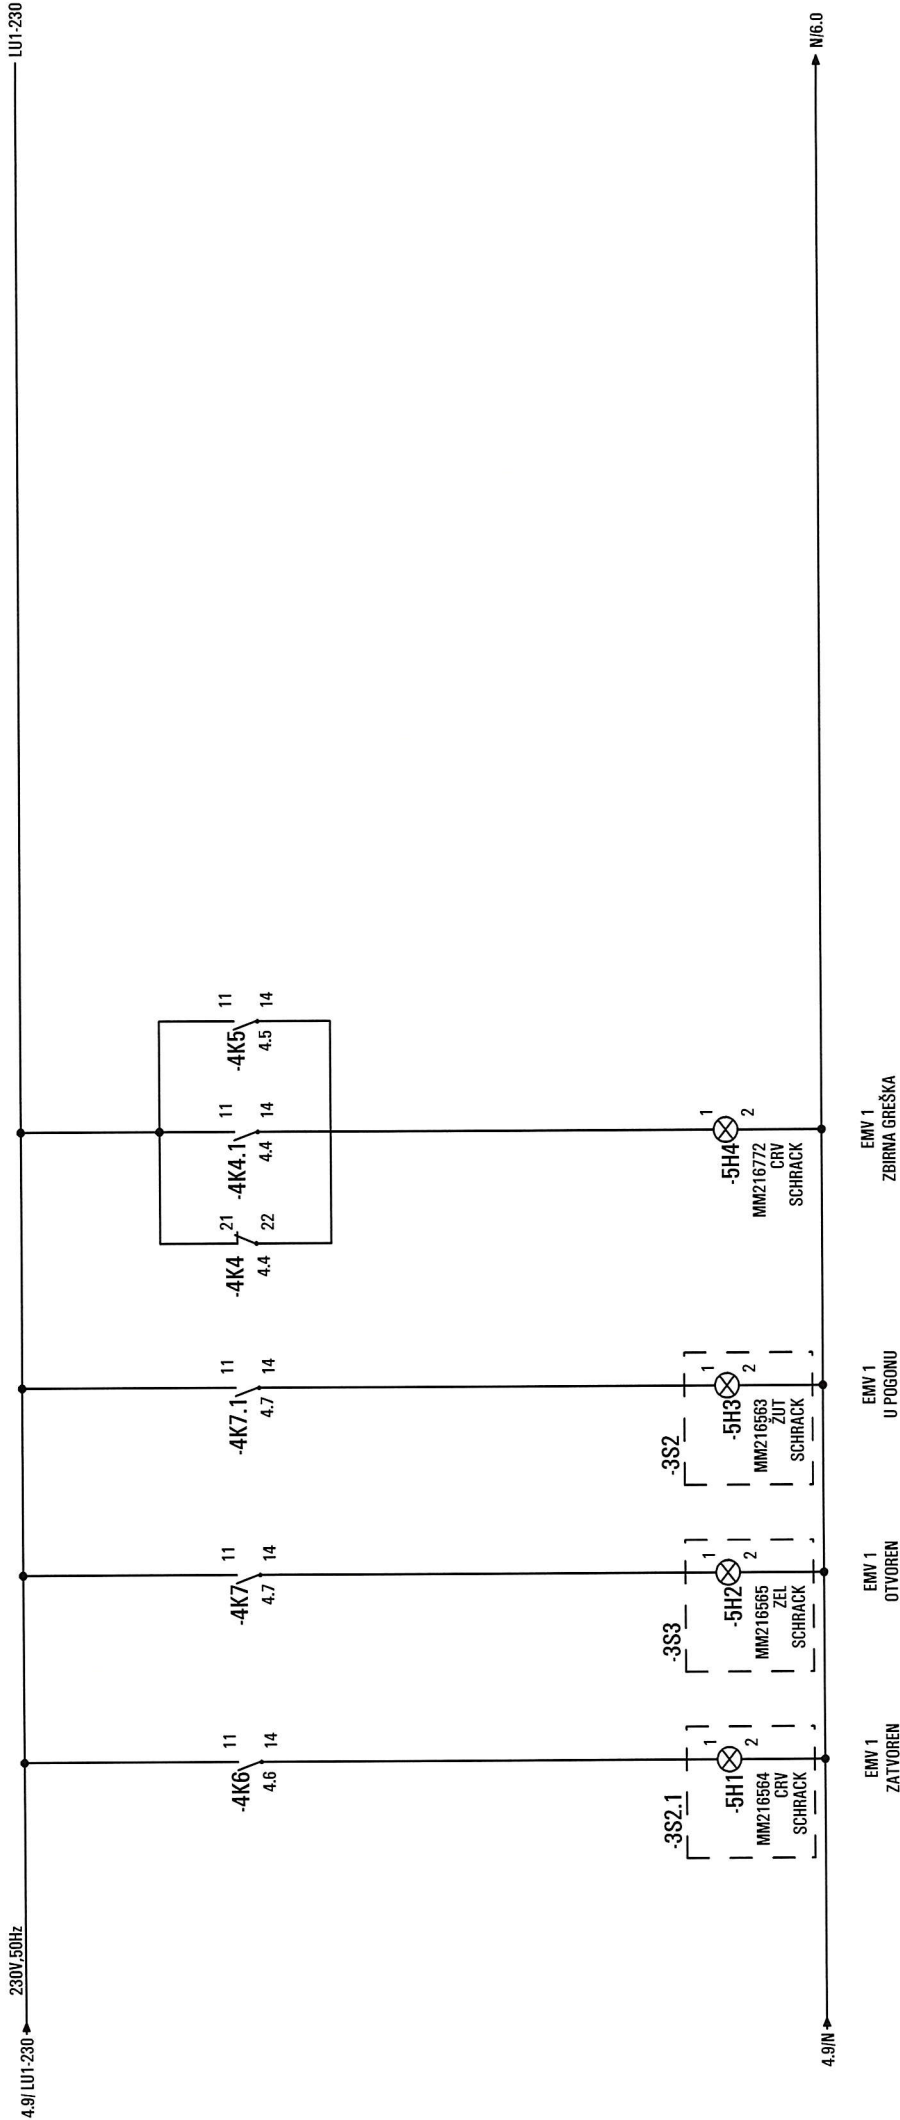 4.9/ LU1-230
230V,50Hz
LU1-230
-4K6
11
14
4.6
-4K7
11
14
4.7
-4K7.1
11
14
4.7
-4K4
21
22
4.4
-4K4.1
11
14
4.4
-4K5
11
14
4.5
-3S2.1
-5H1
1
2
MM216564
CRV
SCHRACK
-3S3
-5H2
1
2
MM216565
ZEL
SCHRACK
-3S2
-5H3
1
2
MM216563
ŽUT
SCHRACK
-5H4
1
2
MM216772
CRV
SCHRACK
4.9/N
N/6.0
EMV 1
ZATVOREN
EMV 1
OTVOREN
EMV 1
U POGONU
EMV 1
ZBIRNA GREŠKA